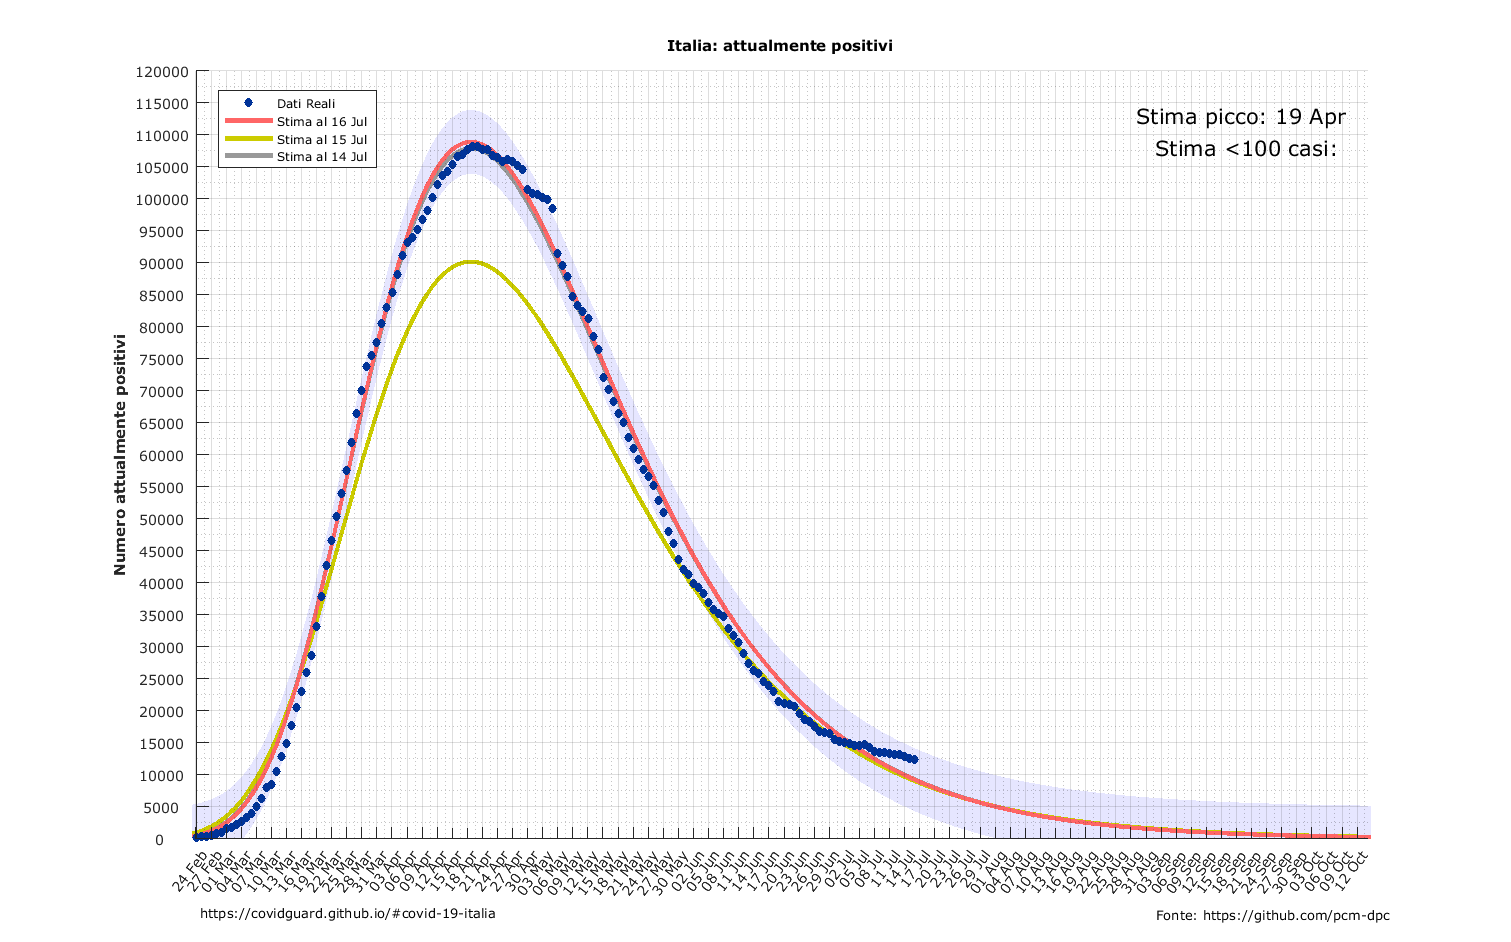 Italia: attualmente positivi
120000
115000
110000
105000
100000
95000
90000
85000
80000
75000
70000
65000
60000
55000
50000
45000
40000
35000
30000
25000
20000
15000
10000
5000
0
Numero attualmente positivi
Dati Reali
Stima al 16 Jul
Stima al 15 Jul
Stima al 14 Jul
Stima picco: 19 Apr
Stima <100 casi:
24 Feb
27 Feb
01 Mar
04 Mar
07 Mar
10 Mar
13 Mar
16 Mar
19 Mar
22 Mar
25 Mar
28 Mar
31 Mar
03 Apr
06 Apr
09 Apr
12 Apr
15 Apr
18 Apr
21 Apr
24 Apr
27 Apr
30 Apr
03 May
06 May
09 May
12 May
15 May
18 May
21 May
24 May
27 May
30 May
02 Jun
05 Jun
08 Jun
11 Jun
14 Jun
17 Jun
20 Jun
23 Jun
26 Jun
29 Jun
02 Jul
05 Jul
08 Jul
11 Jul
14 Jul
17 Jul
20 Jul
23 Jul
26 Jul
29 Jul
01 Aug
04 Aug
07 Aug
10 Aug
13 Aug
16 Aug
19 Aug
22 Aug
25 Aug
28 Aug
31 Aug
03 Sep
06 Sep
09 Sep
12 Sep
15 Sep
18 Sep
21 Sep
24 Sep
27 Sep
30 Sep
03 Oct
06 Oct
09 Oct
12 Oct
https://covidguard.github.io/#covid-19-italia
Fonte: https://github.com/pcm-dpc